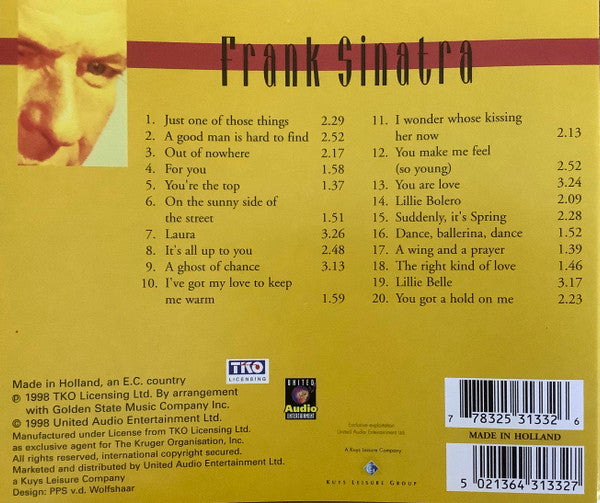 Frank Sinatra
1. Just one of those things 2.29
2. A good man is hard to find 2.52
3. Out of nowhere 2.17
4. For you 1.58
5. You're the top 1.37
6. On the sunny side of
the street 1.51
7. Laura 3.26
8. It's all up to you 2.48
9. A ghost of chance 3.13
10. I've got my love to keep
me warm 1.59
11. I wonder whose kissing
her now 2.13
12. You make me feel
(so young) 2.52
13. You are love 3.24
14. Lillie Bolero 2.09
15. Suddenly, it's Spring 2.28
16. Dance, ballerina, dance 1.52
17. A wing and a prayer 1.39
18. The right kind of love 1.46
19. Lillie Belle 3.17
20. You got a hold on me 2.23
Made in Holland, an E.C. country
℗ 1998 TKO Licensing Ltd. By arrangement
with Golden State Music Company Inc.
© 1998 United Audio Entertainment Ltd.
Manufactured under License from TKO Licensing Ltd.
as exclusive agent for The Kruger Organisation, Inc.
All rights reserved, international copyright secured.
Marketed and distributed by United Audio Entertainment Ltd.
a Kuys Leisure Company
Design: PPS v.d. Wolfshaar
TKO
LICENSING
UNITED
Audio
ENTERTAINMENT
Exclusive exploitation:
United Audio Entertainment Ltd.
A Kuys Leisure Company
KUYS LEISURE GROUP
7 78325 31332 6
MADE IN HOLLAND
5 021364 313327